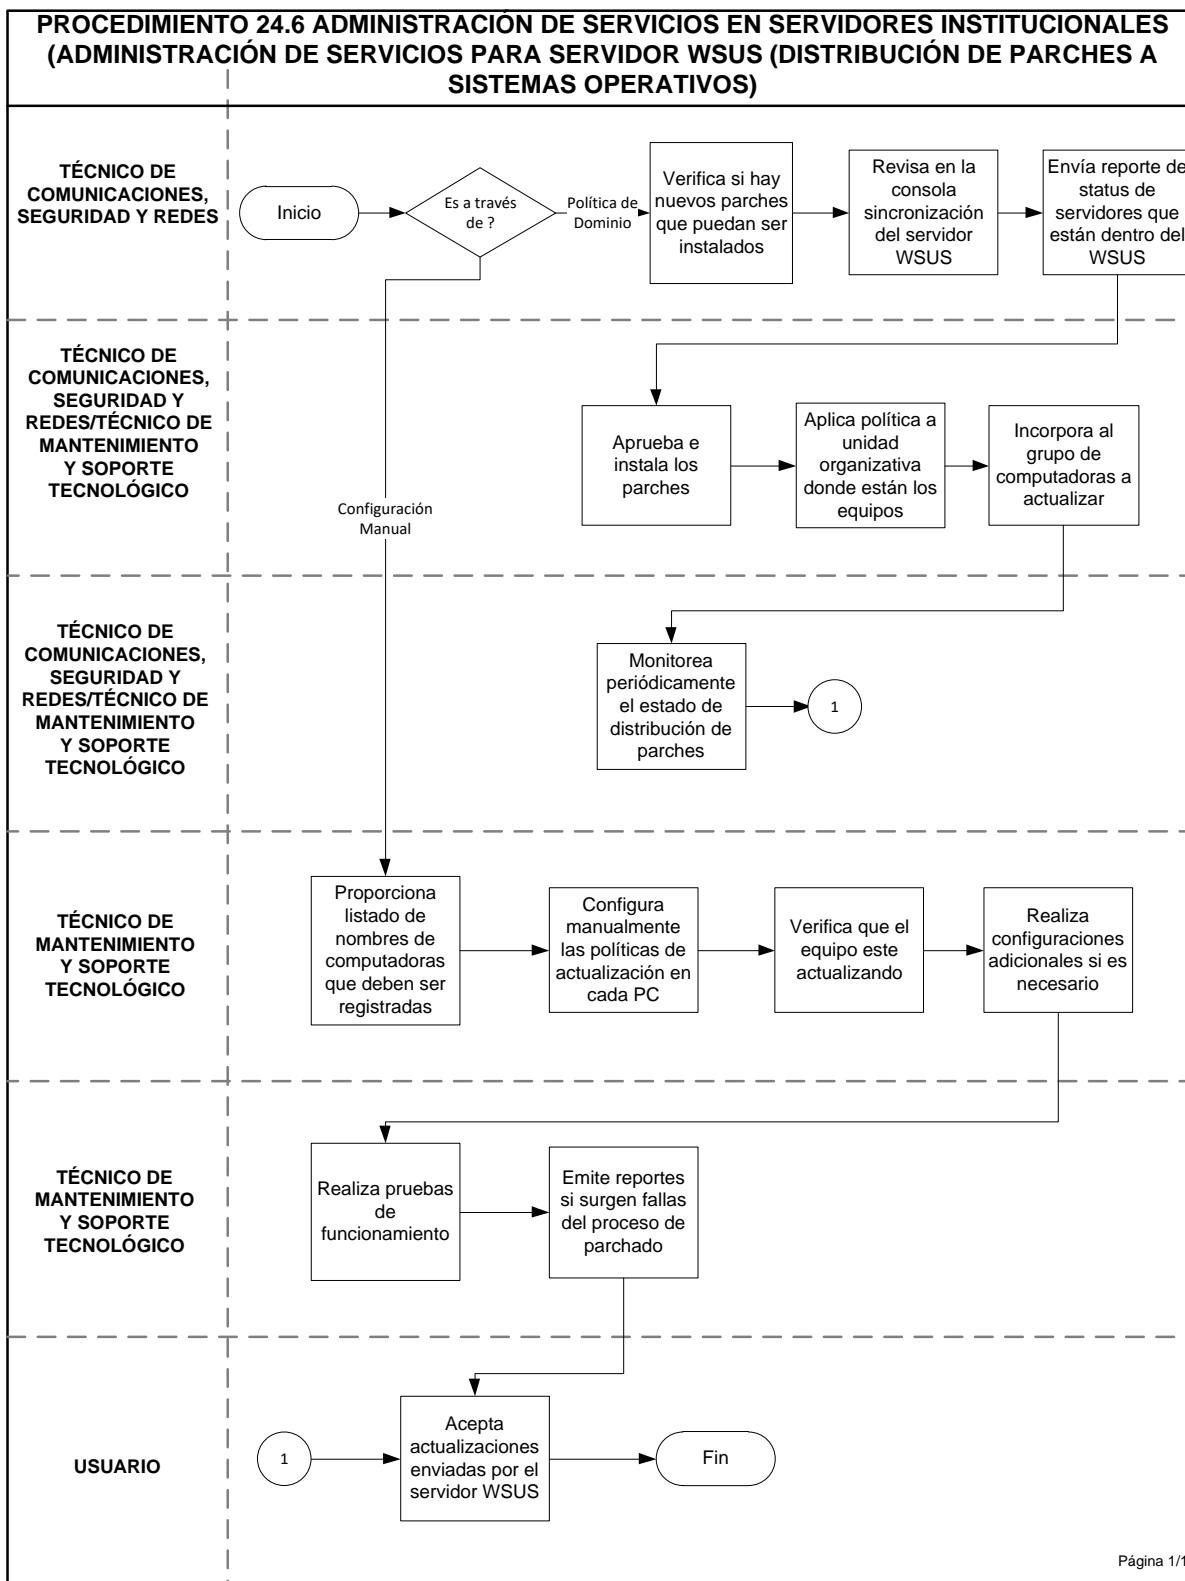 PROCEDIMIENTO 24.6 ADMINISTRACIÓN DE SERVICIOS EN SERVIDORES INSTITUCIONALES
(ADMINISTRACIÓN DE SERVICIOS PARA SERVIDOR WSUS (DISTRIBUCIÓN DE PARCHES A
SISTEMAS OPERATIVOS)
TÉCNICO DE
COMUNICACIONES,
SEGURIDAD Y REDES
Inicio
Es a través
de ?
Política de
Dominio
Verifica si hay
nuevos parches
que puedan ser
instalados
Revisa en la
consola
sincronización
del servidor
WSUS
Envía reporte de
status de
servidores que
están dentro del
WSUS
TÉCNICO DE
COMUNICACIONES,
SEGURIDAD Y
REDES/TÉCNICO DE
MANTENIMIENTO
Y SOPORTE
TECNOLÓGICO
Configuración
Manual
Aprueba e
instala los
parches
Aplica política a
unidad
organizativa
donde están los
equipos
Incorpora al
grupo de
computadoras a
actualizar
TÉCNICO DE
COMUNICACIONES,
SEGURIDAD Y
REDES/TÉCNICO DE
MANTENIMIENTO
Y SOPORTE
TECNOLÓGICO
Monitorea
periódicamente
el estado de
distribución de
parches
1
TÉCNICO DE
MANTENIMIENTO
Y SOPORTE
TECNOLÓGICO
Proporciona
listado de
nombres de
computadoras
que deben ser
registradas
Configura
manualmente
las políticas de
actualización en
cada PC
Verifica que el
equipo este
actualizando
Realiza
configuraciones
adicionales si es
necesario
TÉCNICO DE
MANTENIMIENTO
Y SOPORTE
TECNOLÓGICO
Realiza pruebas
de
funcionamiento
Emite reportes
si surgen fallas
del proceso de
parchado
USUARIO
1
Acepta
actualizaciones
enviadas por el
servidor WSUS
Fin
Página 1/1